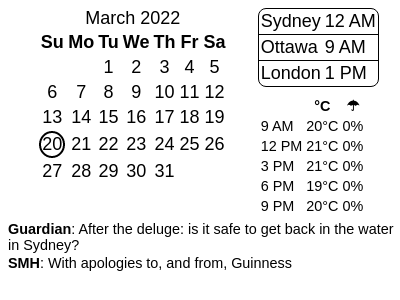 March 2022
Su Mo Tu We Th Fr Sa
1 2 3 4 5
6 7 8 9 10 11 12
13 14 15 16 17 18 19
20 21 22 23 24 25 26
27 28 29 30 31
Sydney 12 AM
Ottawa 9 AM
London 1 PM
°C ☂
9 AM 20°C 0%
12 PM 21°C 0%
3 PM 21°C 0%
6 PM 19°C 0%
9 PM 20°C 0%
Guardian: After the deluge: is it safe to get back in the water
in Sydney?
SMH: With apologies to, and from, Guinness